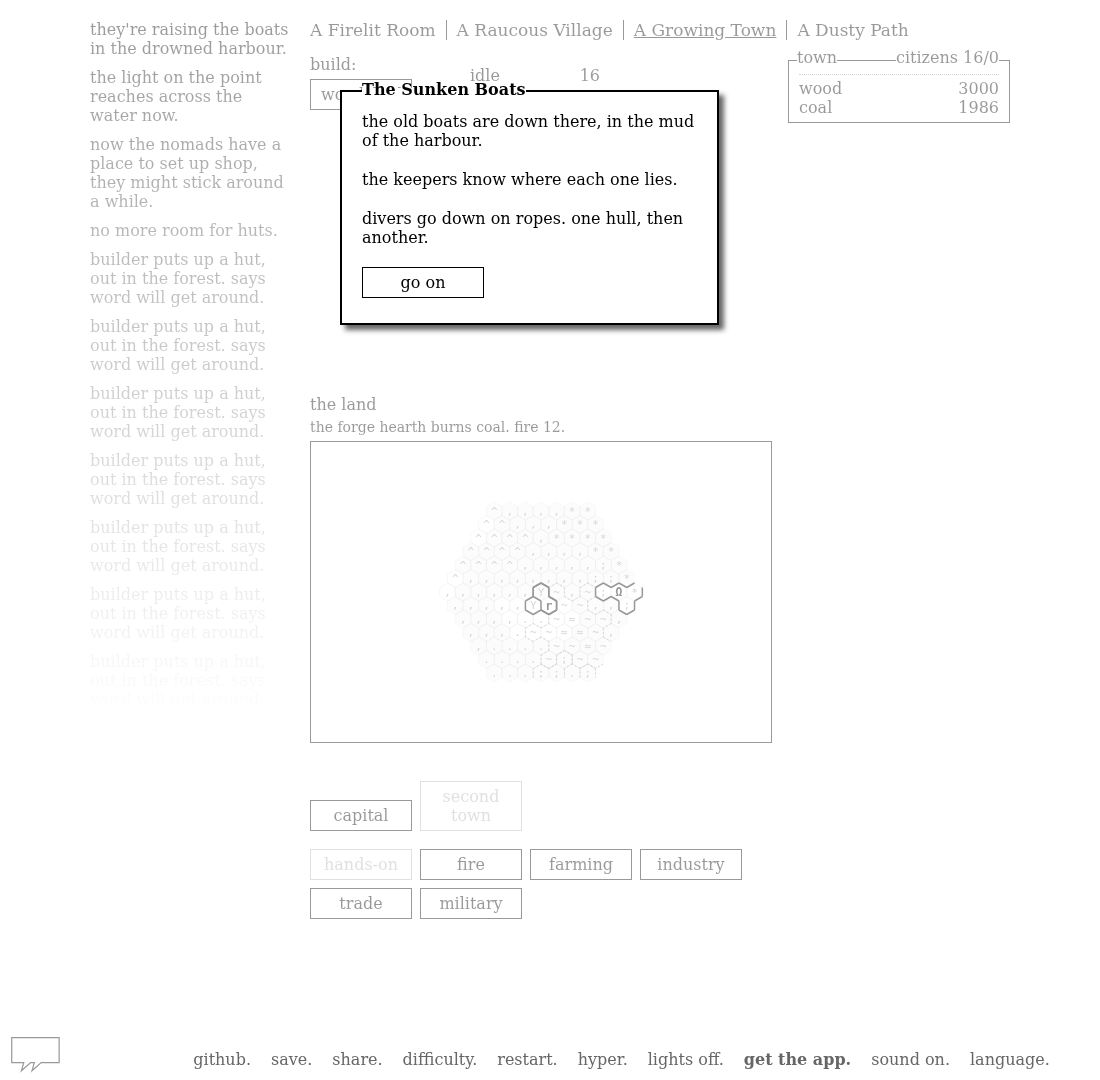 they're raising the boats
in the drowned harbour.
the light on the point
reaches across the
water now.
now the nomads have a
place to set up shop,
they might stick around
a while.
no more room for huts.
builder puts up a hut,
out in the forest. says
word will get around.
builder puts up a hut,
out in the forest. says
word will get around.
builder puts up a hut,
out in the forest. says
word will get around.
builder puts up a hut,
out in the forest. says
word will get around.
builder puts up a hut,
out in the forest. says
word will get around.
builder puts up a hut,
out in the forest. says
word will get around.
builder puts up a hut,
out in the forest. says
word will get around.
A Firelit Room | A Raucous Village | A Growing Town | A Dusty Path
build:
idle 16
town citizens 16/0
wood 3000
coal 1986
The Sunken Boats
the old boats are down there, in the mud
of the harbour.
the keepers know where each one lies.
divers go down on ropes. one hull, then
another.
go on
the land
the forge hearth burns coal. fire 12.
capital
second
town
hands-on fire farming industry
trade military
github. save. share. difficulty. restart. hyper. lights off. get the app. sound on. language.